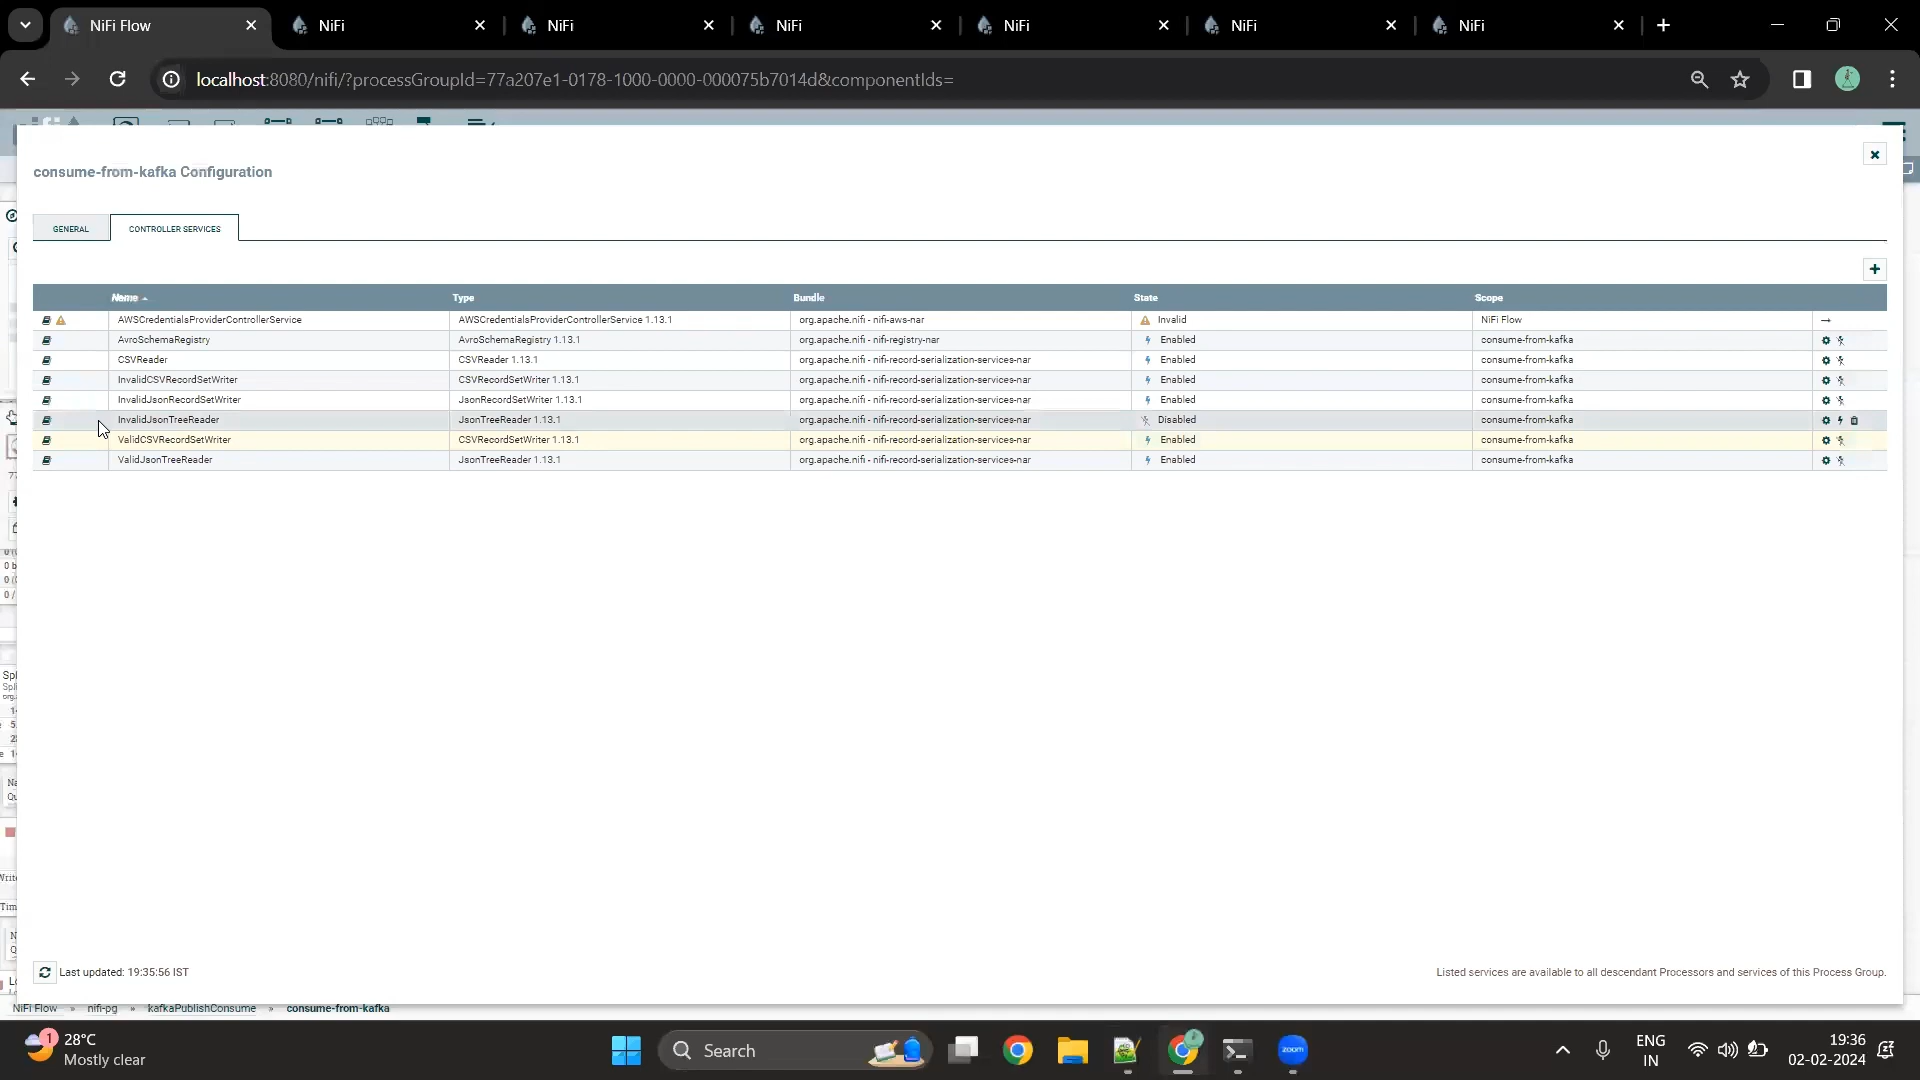 NiFi Flow
NiFi
NiFi
NiFi
NiFi
NiFi
NiFi
localhost:8080/nifi/?processGroupId=77a207e1-0178-1000-0000-000075b7014d&componentIds=
consume-from-kafka Configuration
GENERAL
CONTROLLER SERVICES
Name Type Bundle State Scope
AWSCredentialsProviderControllerService AWSCredentialsProviderControllerService 1.13.1 org.apache.nifi - nifi-aws-nar Invalid NiFi Flow
AvroSchemaRegistry AvroSchemaRegistry 1.13.1 org.apache.nifi - nifi-registry-nar Enabled consume-from-kafka
CSVReader CSVReader 1.13.1 org.apache.nifi - nifi-record-serialization-services-nar Enabled consume-from-kafka
InvalidCSVRecordSetWriter CSVRecordSetWriter 1.13.1 org.apache.nifi - nifi-record-serialization-services-nar Enabled consume-from-kafka
InvalidJsonRecordSetWriter JsonRecordSetWriter 1.13.1 org.apache.nifi - nifi-record-serialization-services-nar Enabled consume-from-kafka
InvalidJsonTreeReader JsonTreeReader 1.13.1 org.apache.nifi - nifi-record-serialization-services-nar Disabled consume-from-kafka
ValidCSVRecordSetWriter CSVRecordSetWriter 1.13.1 org.apache.nifi - nifi-record-serialization-services-nar Enabled consume-from-kafka
ValidJsonTreeReader JsonTreeReader 1.13.1 org.apache.nifi - nifi-record-serialization-services-nar Enabled consume-from-kafka
Last updated: 19:35:56 IST
Listed services are available to all descendant Processors and services of this Process Group.
NiFi Flow » nifi-pg » kafkaPublishConsume » consume-from-kafka
1
28°C
Mostly clear
Search
zoom
ENG
IN
19:36
02-02-2024